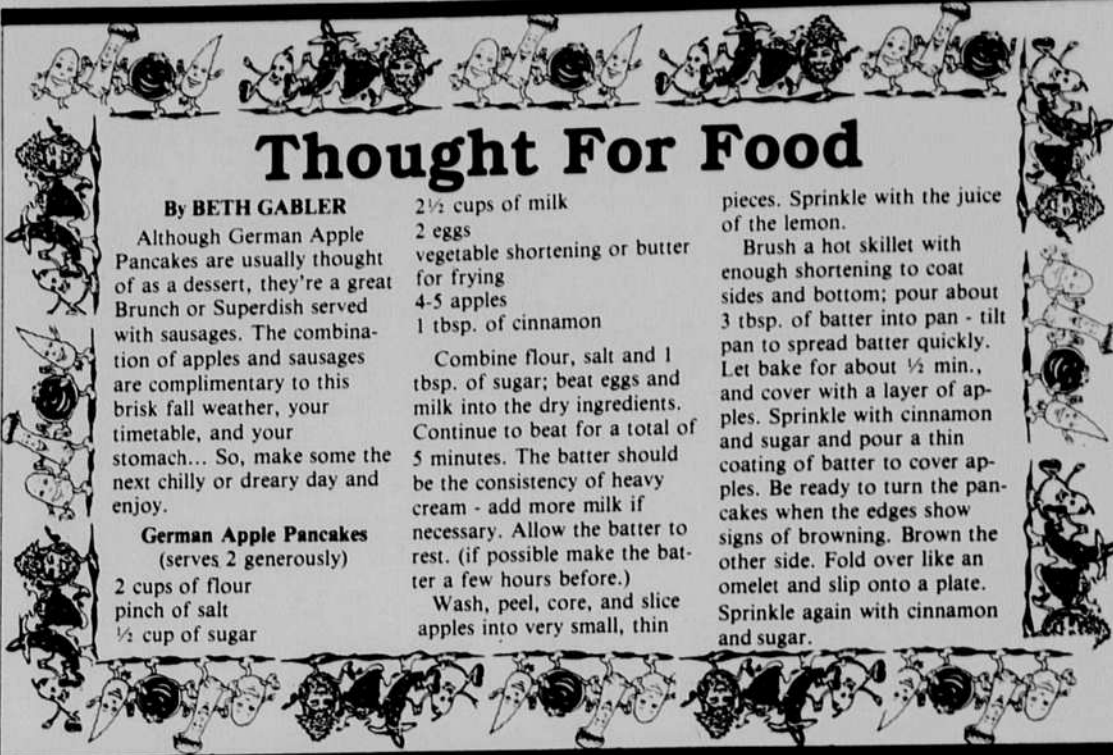 Thought For Food
By BETH GABLER
Although German Apple
Pancakes are usually thought
of as a dessert, they're a great
Brunch or Superdish served
with sausages. The combina-
tion of apples and sausages
are complimentary to this
brisk fall weather, your
timetable, and your
stomach... So, make some the
next chilly or dreary day and
enjoy.
German Apple Pancakes
(serves 2 generously)
2 cups of flour
pinch of salt
½ cup of sugar
2½ cups of milk
2 eggs
vegetable shortening or butter
for frying
4-5 apples
1 tbsp. of cinnamon
Combine flour, salt and 1
tbsp. of sugar; beat eggs and
milk into the dry ingredients.
Continue to beat for a total of
5 minutes. The batter should
be the consistency of heavy
cream - add more milk if
necessary. Allow the batter to
rest. (if possible make the bat-
ter a few hours before.)
Wash, peel, core, and slice
apples into very small, thin
pieces. Sprinkle with the juice
of the lemon.
Brush a hot skillet with
enough shortening to coat
sides and bottom; pour about
3 tbsp. of batter into pan - tilt
pan to spread batter quickly.
Let bake for about ½ min.,
and cover with a layer of ap-
ples. Sprinkle with cinnamon
and sugar and pour a thin
coating of batter to cover ap-
ples. Be ready to turn the pan-
cakes when the edges show
signs of browning. Brown the
other side. Fold over like an
omelet and slip onto a plate.
Sprinkle again with cinnamon
and sugar.